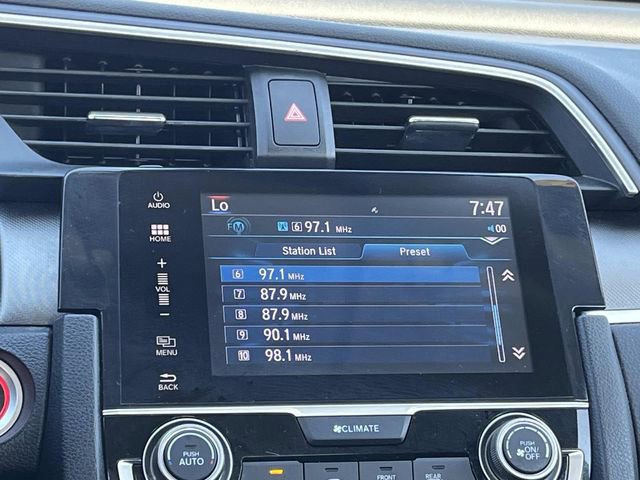 AUDIO
HOME
+
VOL
−
MENU
BACK
Lo
7:47
FM
6 97.1 MHz
00
Station List
Preset
6 97.1 MHz
7 87.9 MHz
8 87.9 MHz
9 90.1 MHz
10 98.1 MHz
CLIMATE
PUSH
AUTO
PUSH
ON/
OFF
FRONT
REAR